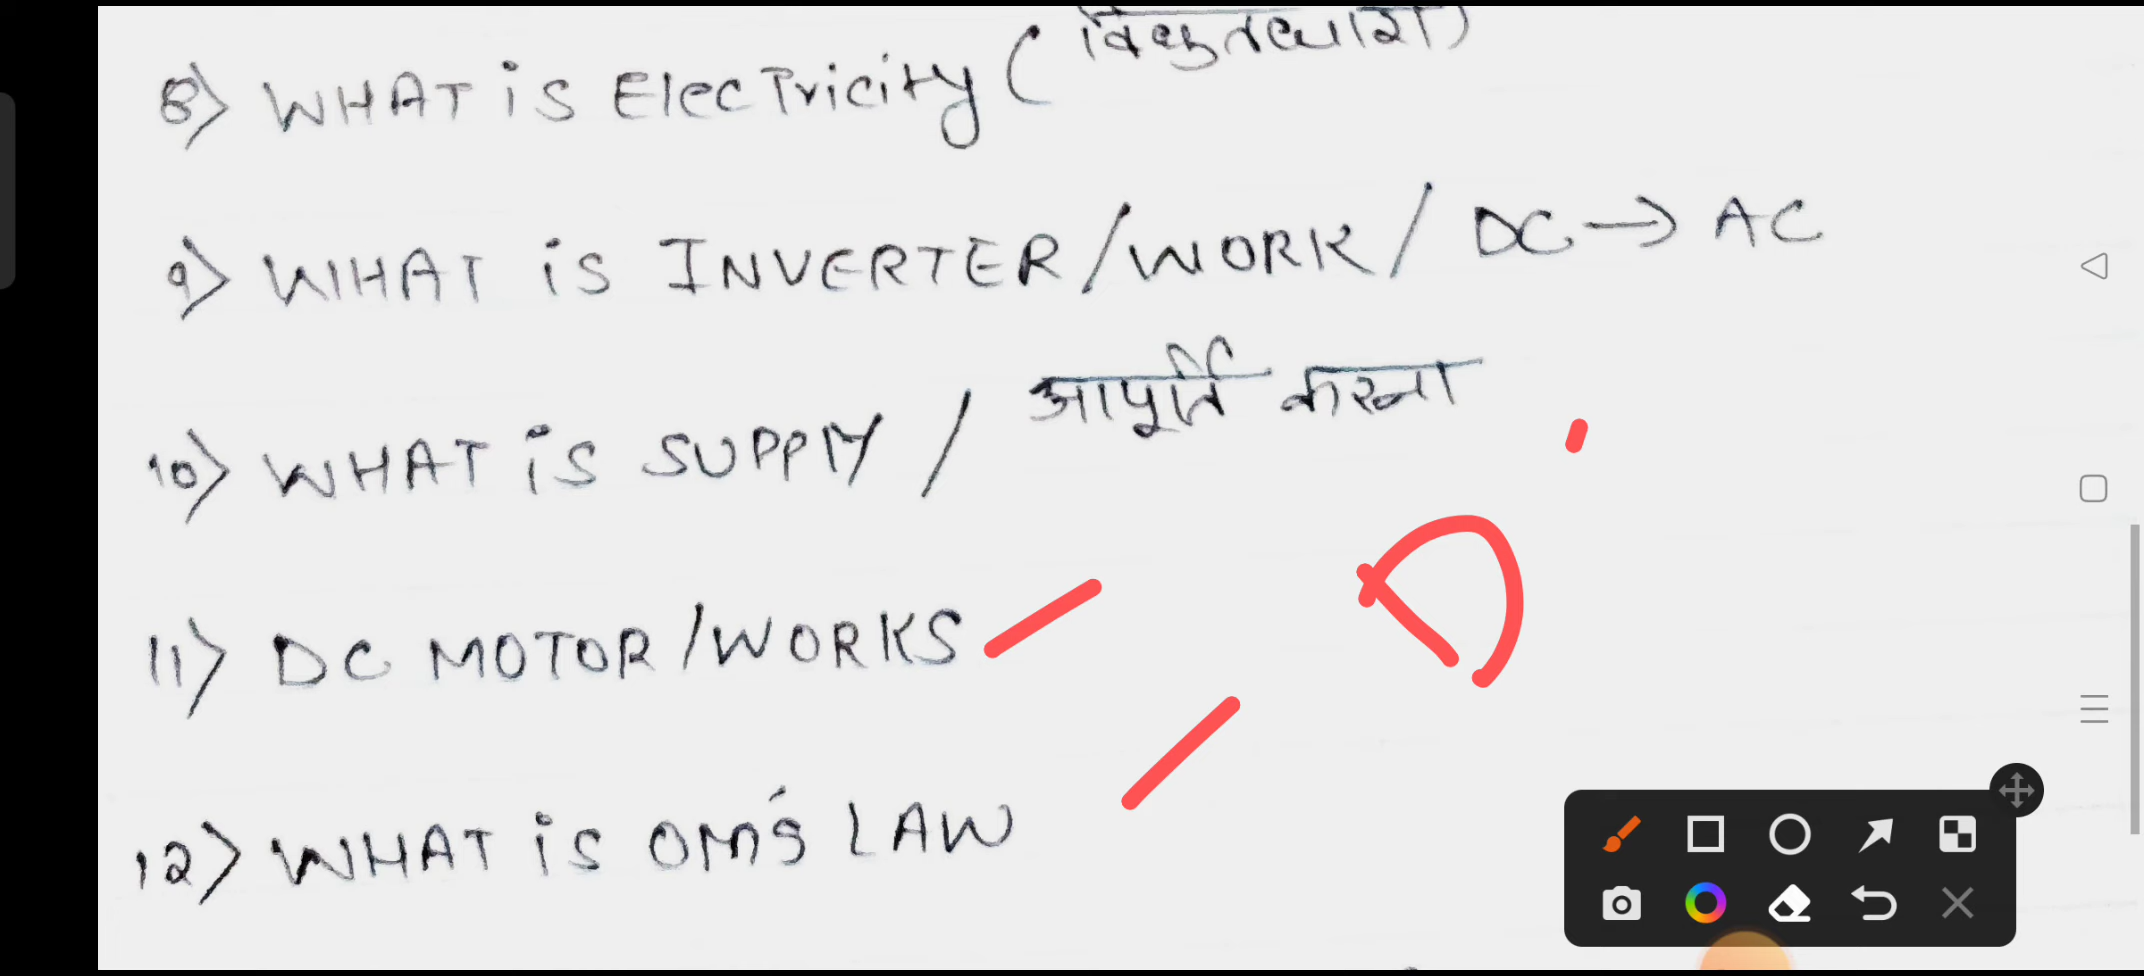 8) WHAT iS ElecTricity (विद्युतधारा)
9) WHAT iS INVERTER/WORK/ DC→AC
10) WHAT iS SUPPLY / आपूर्ति करना
11) DC MOTOR/WORKS
12) WHAT iS OM'S LAW